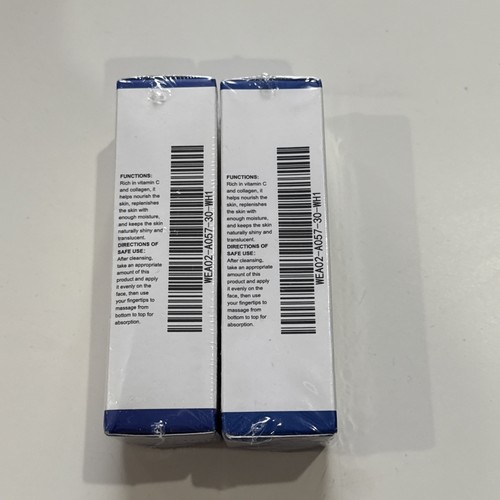 FUNCTIONS:
Rich in vitamin C
and collagen, it
helps nourish the
skin, replenishes
the skin with
enough moisture,
and keeps the skin
naturally shiny and
translucent.
DIRECTIONS OF
SAFE USE:
After cleansing,
take an appropriate
amount of this
product and apply
it evenly on the
face, then use
your fingertips to
massage from
bottom to top for
absorption.
WEA02-A057-30-WH1
FUNCTIONS:
Rich in vitamin C
and collagen, it
helps nourish the
skin, replenishes
the skin with
enough moisture,
and keeps the skin
naturally shiny and
translucent.
DIRECTIONS OF
SAFE USE:
After cleansing,
take an appropriate
amount of this
product and apply
it evenly on the
face, then use
your fingertips to
massage from
bottom to top for
absorption.
WEA02-A057-30-WH1